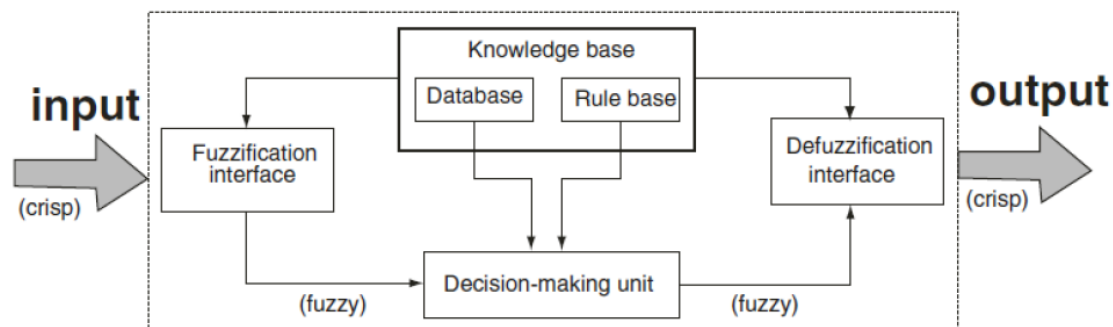 Knowledge base
input
Database
Rule base
output
Fuzzification
interface
Defuzzification
interface
(crisp)
(crisp)
Decision-making unit
(fuzzy)
(fuzzy)